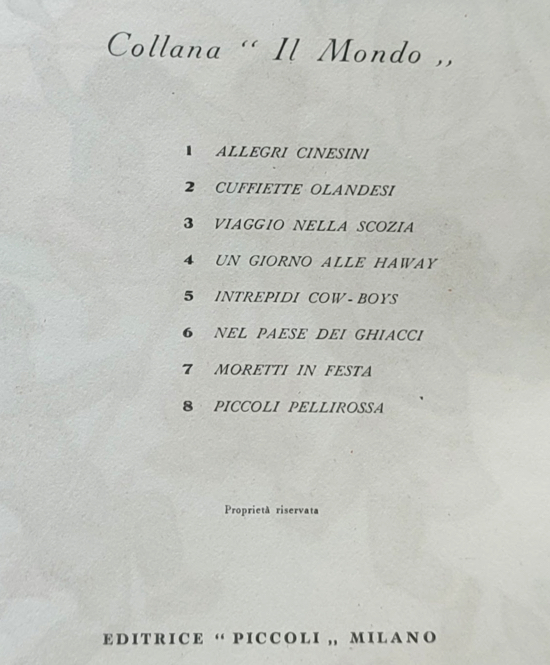 Collana “ Il Mondo „
1 ALLEGRI CINESINI
2 CUFFIETTE OLANDESI
3 VIAGGIO NELLA SCOZIA
4 UN GIORNO ALLE HAWAY
5 INTREPIDI COW-BOYS
6 NEL PAESE DEI GHIACCI
7 MORETTI IN FESTA
8 PICCOLI PELLIROSSA
Proprietà riservata
EDITRICE “ PICCOLI „ MILANO